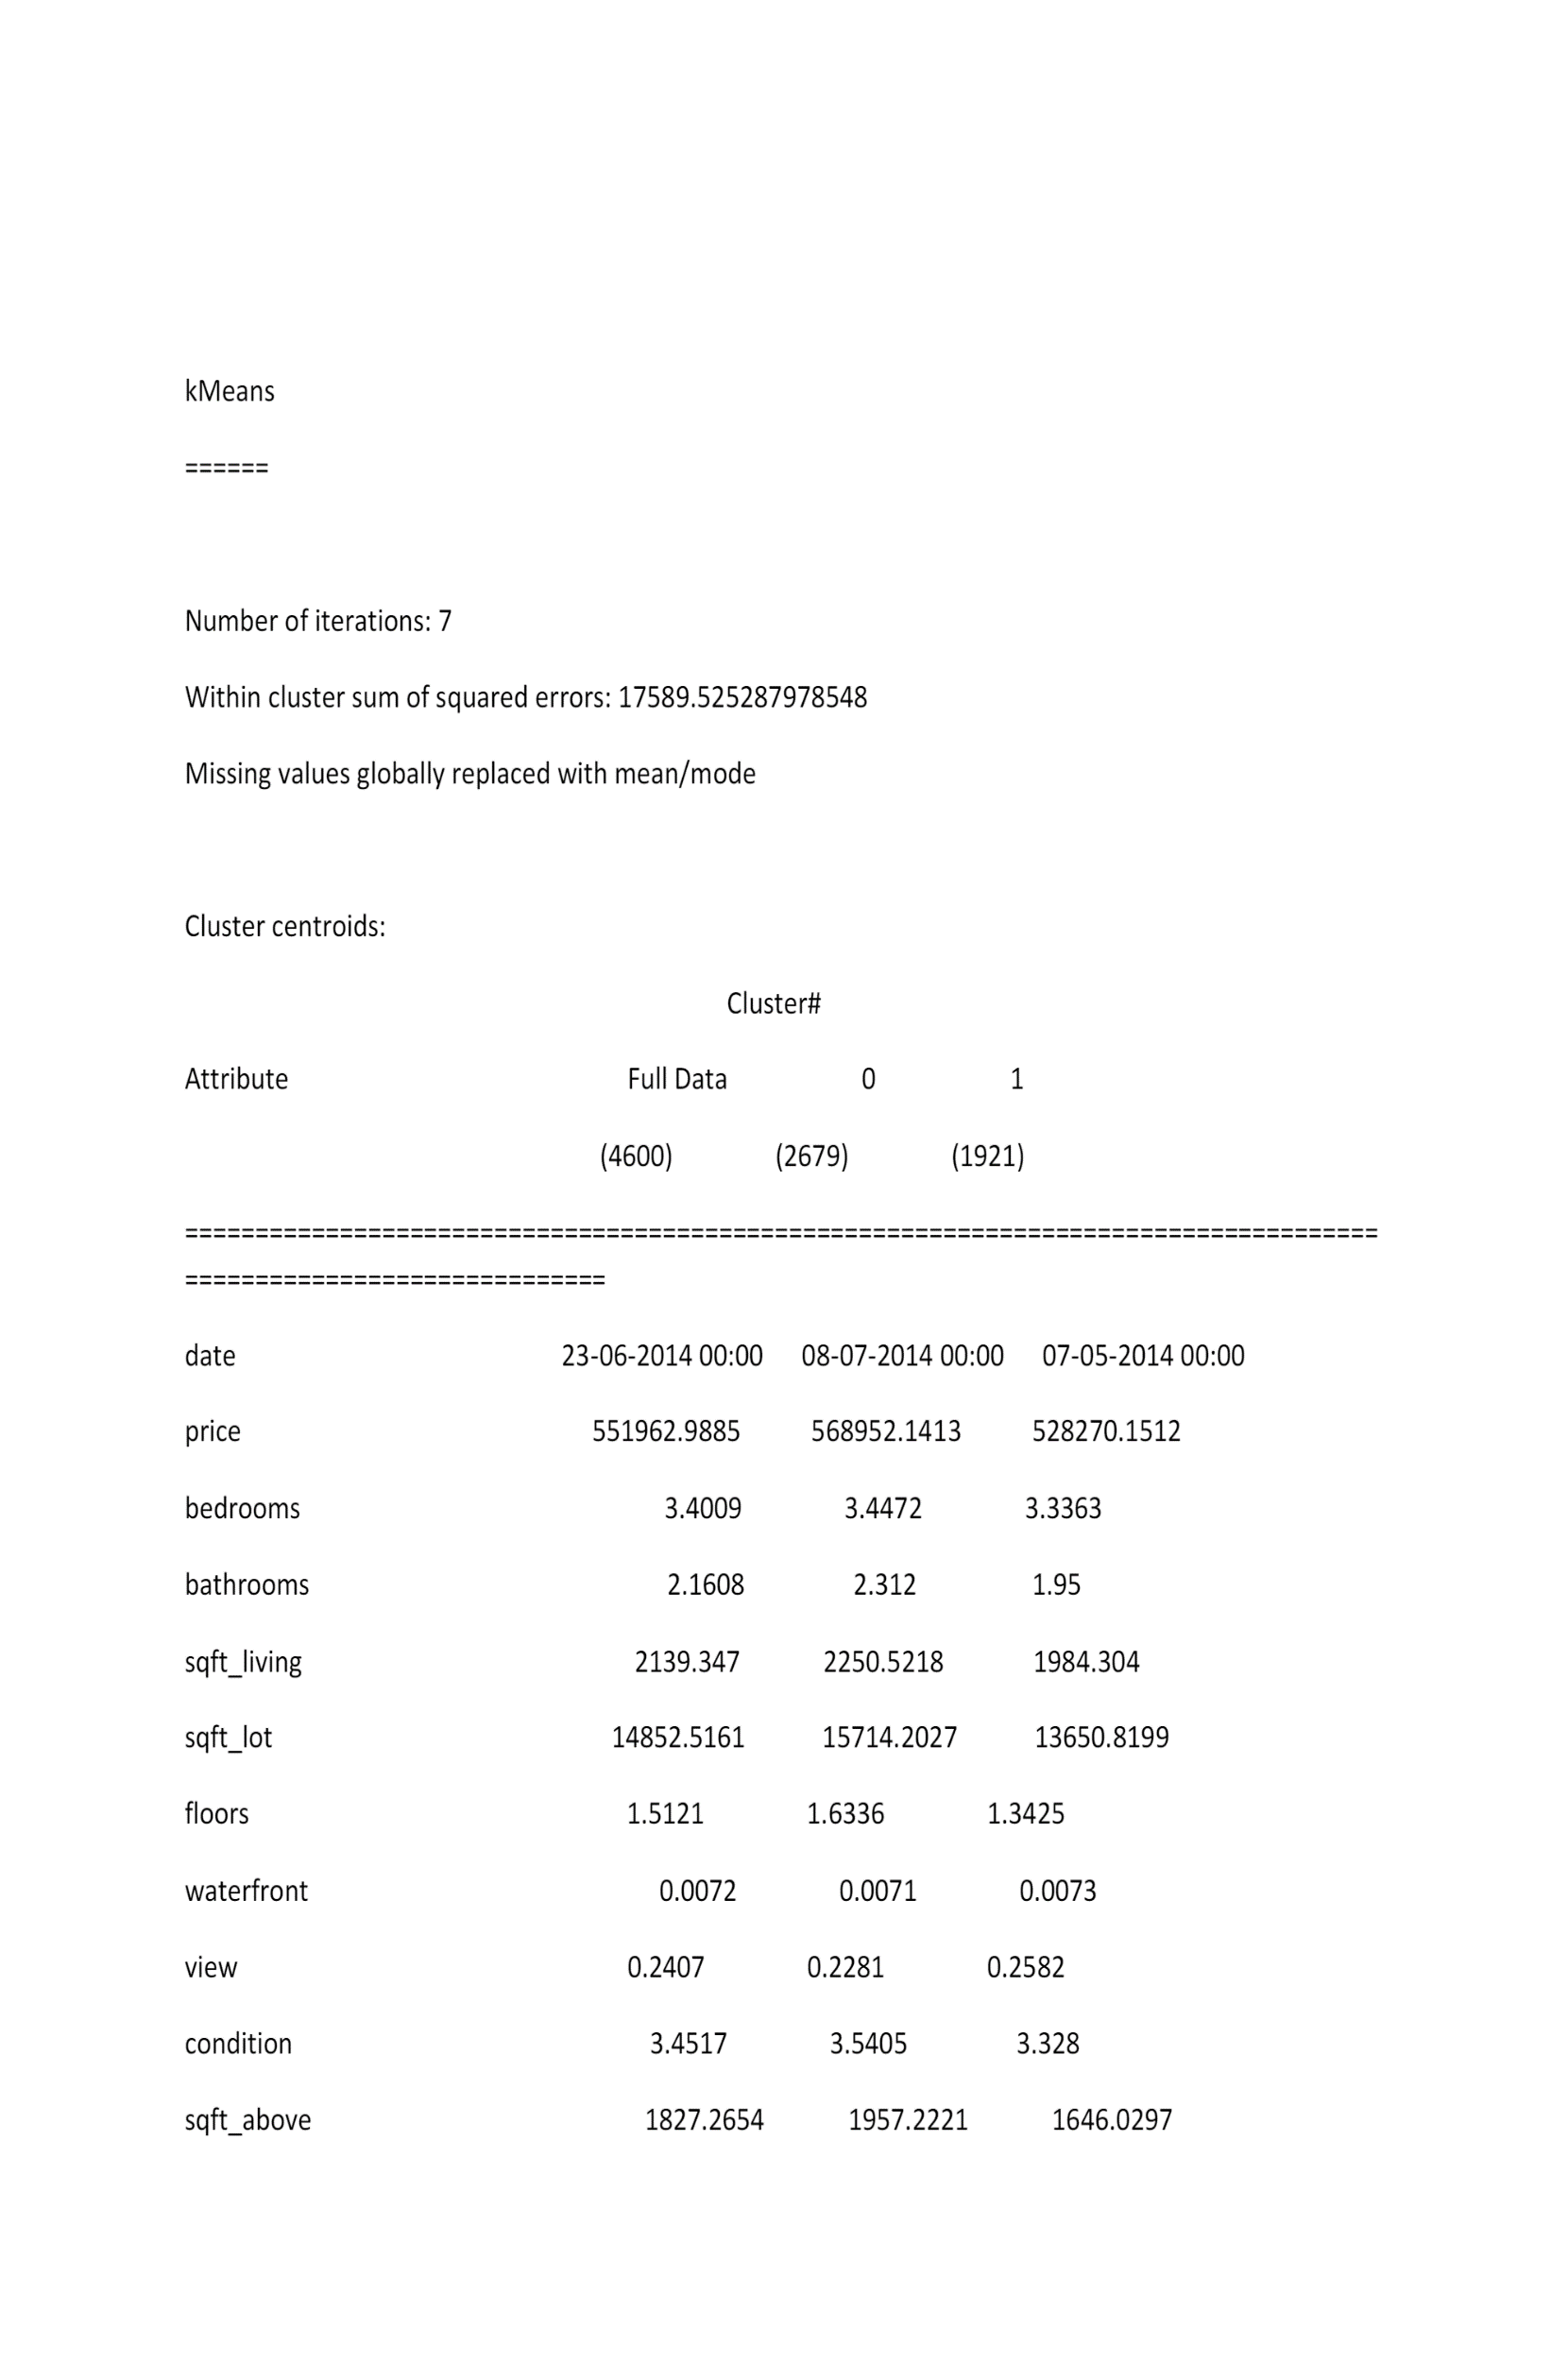 kMeans
======
Number of iterations: 7
Within cluster sum of squared errors: 17589.525287978548
Missing values globally replaced with mean/mode
Cluster centroids:
Cluster#
Attribute Full Data 0 1
(4600) (2679) (1921)
=====================================================================================
==============================
date 23-06-2014 00:00 08-07-2014 00:00 07-05-2014 00:00
price 551962.9885 568952.1413 528270.1512
bedrooms 3.4009 3.4472 3.3363
bathrooms 2.1608 2.312 1.95
sqft_living 2139.347 2250.5218 1984.304
sqft_lot 14852.5161 15714.2027 13650.8199
floors 1.5121 1.6336 1.3425
waterfront 0.0072 0.0071 0.0073
view 0.2407 0.2281 0.2582
condition 3.4517 3.5405 3.328
sqft_above 1827.2654 1957.2221 1646.0297